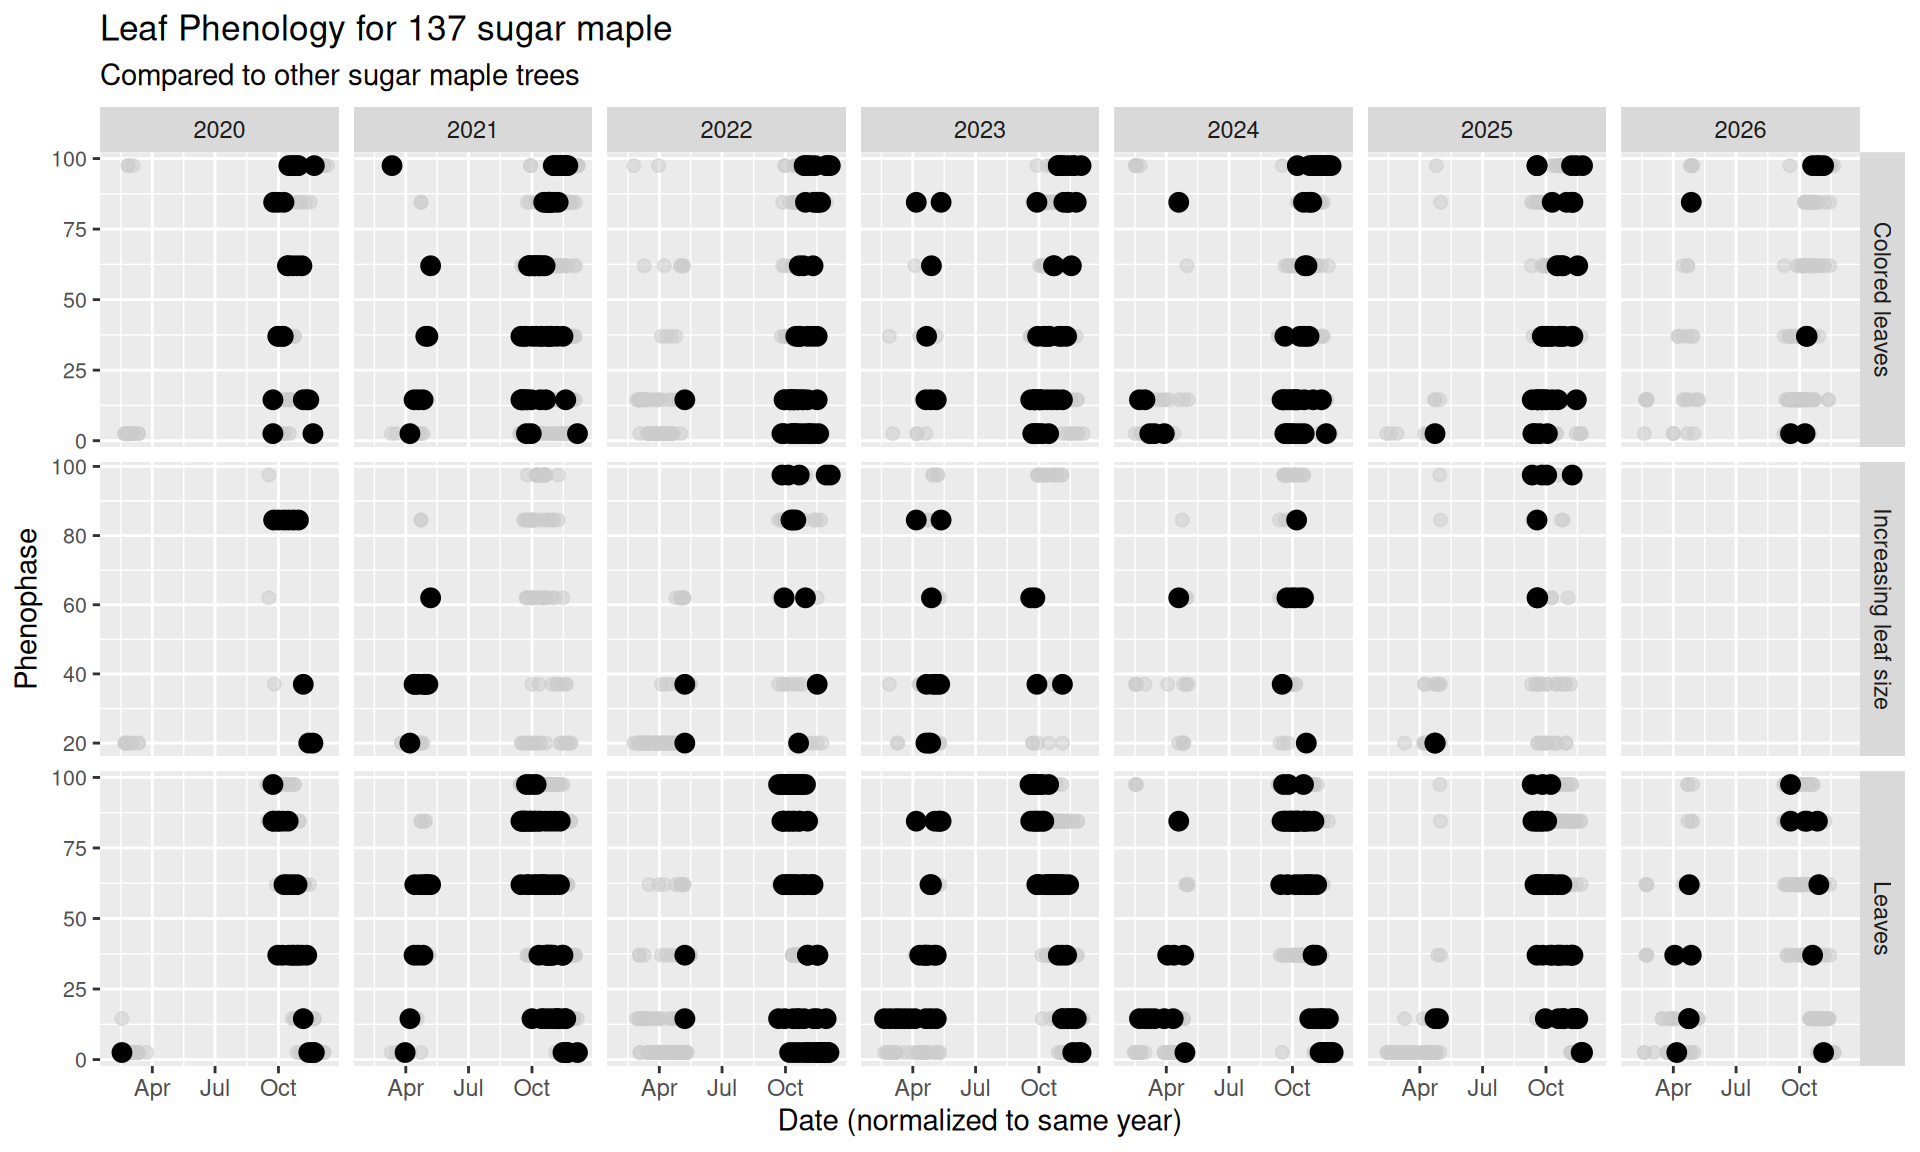 Leaf Phenology for 137 sugar maple
Compared to other sugar maple trees
2020 2021 2022 2023 2024 2025 2026
100
75
50
25
0
Colored leaves
100
80
60
40
20
Increasing leaf size
100
75
50
25
0
Leaves
Phenophase
Apr Jul Oct Apr Jul Oct Apr Jul Oct Apr Jul Oct Apr Jul Oct Apr Jul Oct Apr Jul Oct
Date (normalized to same year)